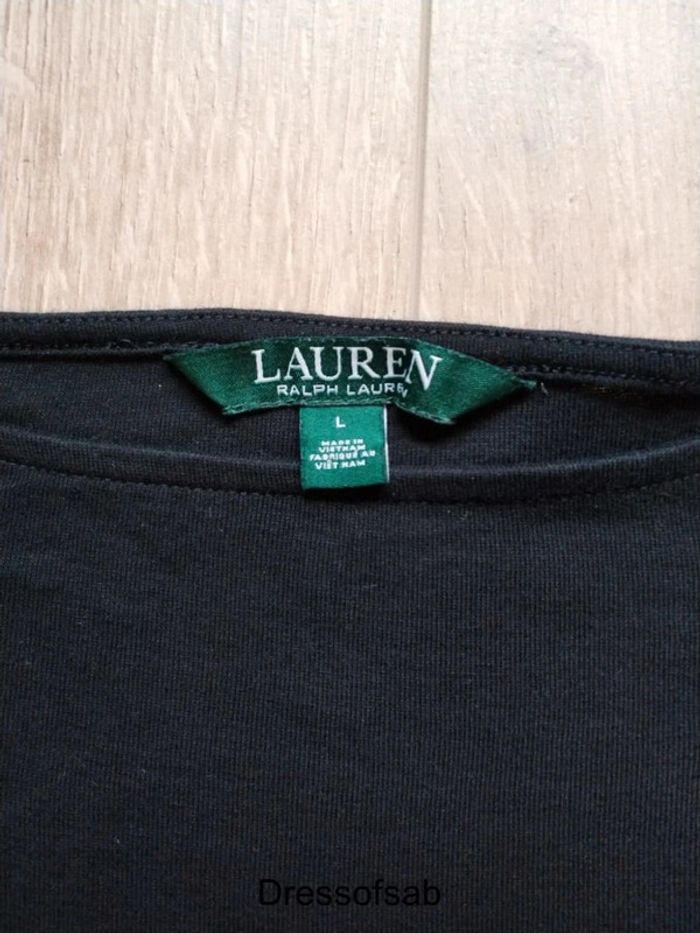 LAUREN
RALPH LAUREN
L
MADE IN
VIETNAM
FABRIQUÉ AU
VIÊT NAM
Dressofsab